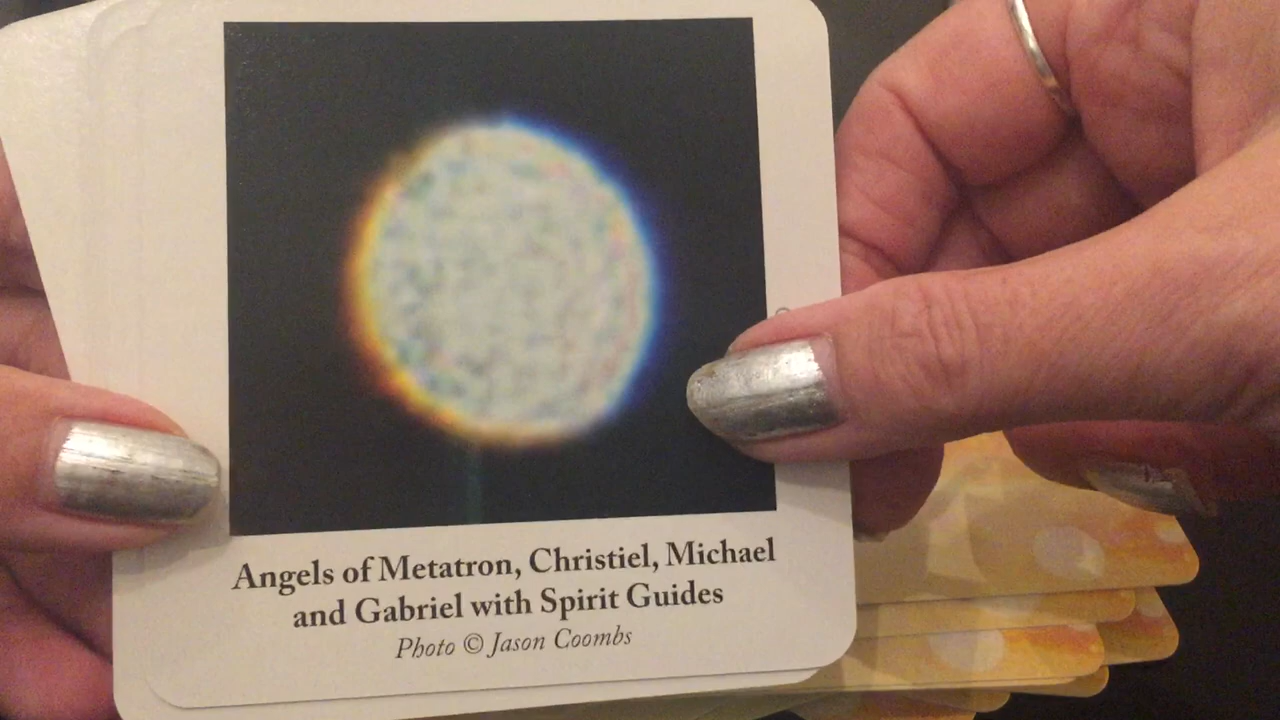 Angels of Metatron, Christiel, Michael
and Gabriel with Spirit Guides
Photo © Jason Coombs